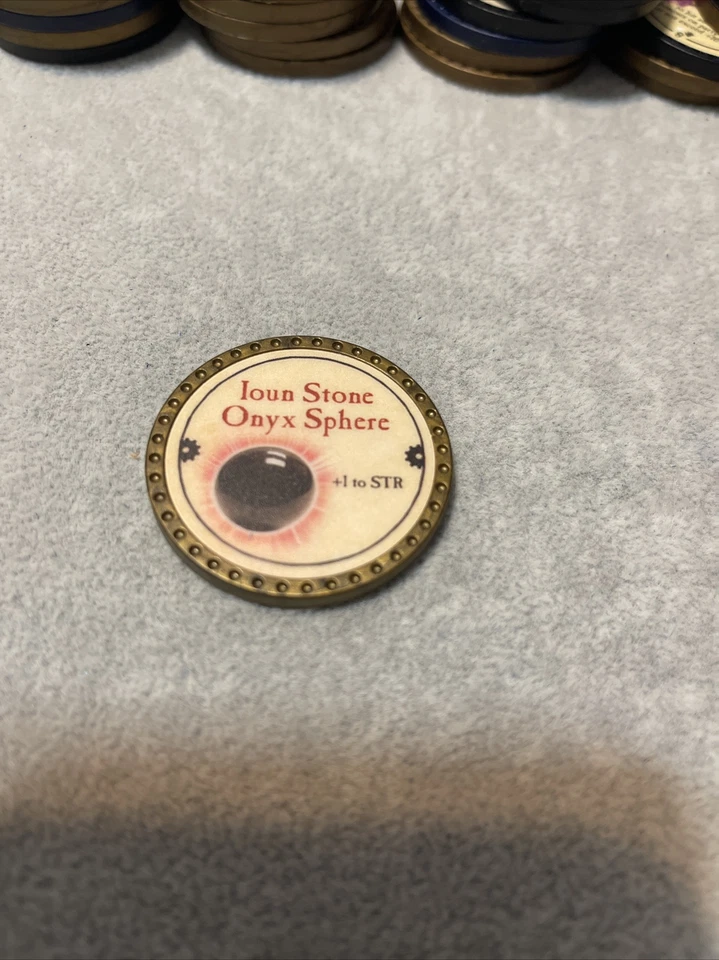 Ioun Stone
Onyx Sphere
+1 to STR